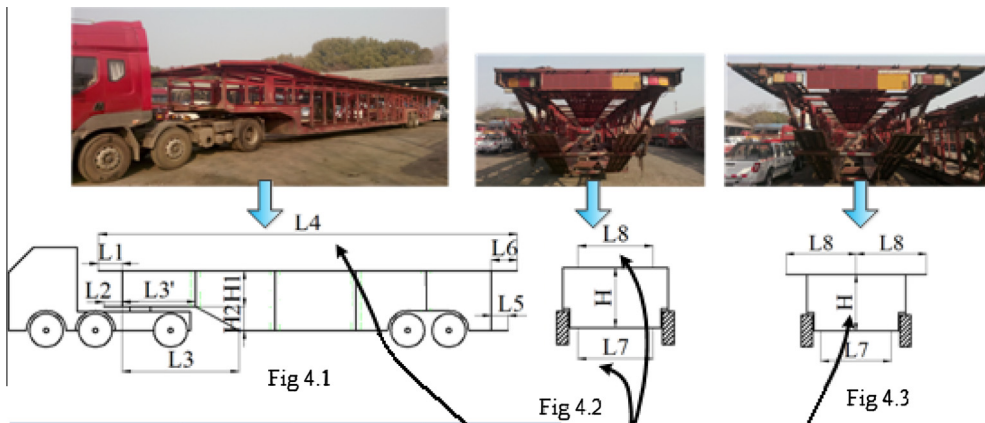 L4
L1
L6
L2
L3'
H1
H2
L5
L3
Fig 4.1
L8
H
L7
Fig 4.2
L8
L8
H
L7
Fig 4.3